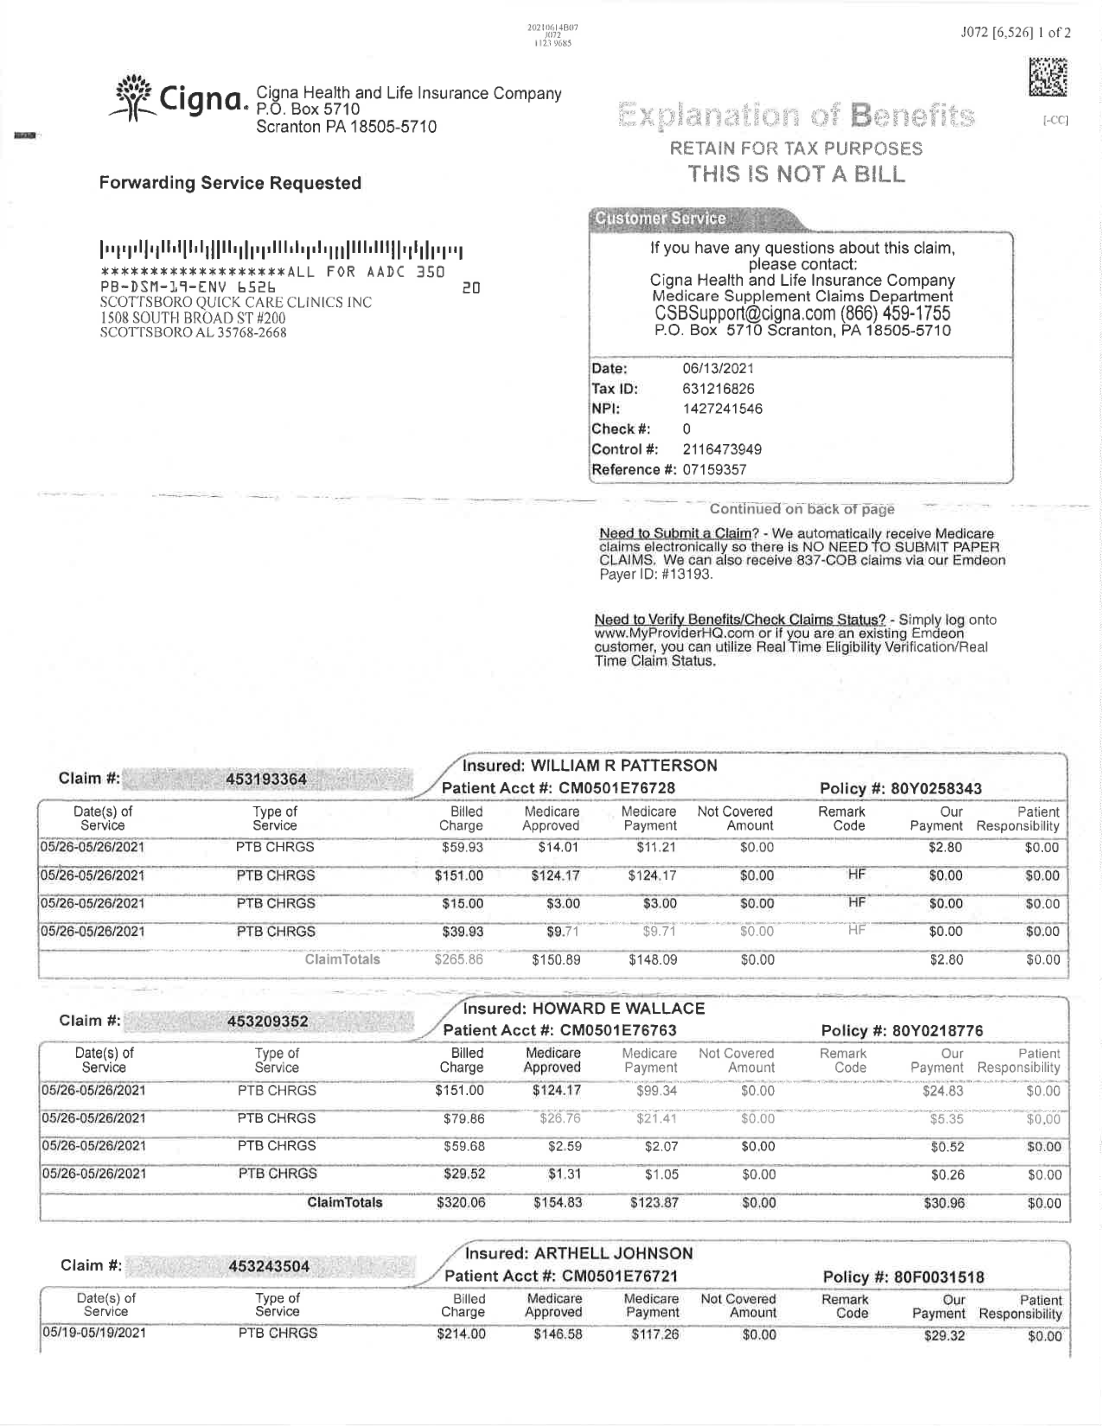 20210614B07
J072
1123 9685
J072 [6,526] 1 of 2
Cigna.
Cigna Health and Life Insurance Company
P.O. Box 5710
Scranton PA 18505-5710
Explanation of Benefits
[-CC]
RETAIN FOR TAX PURPOSES
THIS IS NOT A BILL
Forwarding Service Requested
*******************ALL FOR AADC 350
PB-DSM-19-ENV 6526 20
SCOTTSBORO QUICK CARE CLINICS INC
1508 SOUTH BROAD ST #200
SCOTTSBORO AL 35768-2668
Customer Service
If you have any questions about this claim,
please contact:
Cigna Health and Life Insurance Company
Medicare Supplement Claims Department
CSBSupport@cigna.com (866) 459-1755
P.O. Box 5710 Scranton, PA 18505-5710
Date: 06/13/2021
Tax ID: 631216826
NPI: 1427241546
Check #: 0
Control #: 2116473949
Reference #: 07159357
Continued on back of page
Need to Submit a Claim? - We automatically receive Medicare
claims electronically so there is NO NEED TO SUBMIT PAPER
CLAIMS. We can also receive 837-COB claims via our Emdeon
Payer ID: #13193.
Need to Verify Benefits/Check Claims Status? - Simply log onto
www.MyProviderHQ.com or if you are an existing Emdeon
customer, you can utilize Real Time Eligibility Verification/Real
Time Claim Status.
Claim #: 453193364 Insured: WILLIAM R PATTERSON
Patient Acct #: CM0501E76728 Policy #: 80Y0258343
Date(s) of Type of Billed Medicare Medicare Not Covered Remark Our Patient
Service Service Charge Approved Payment Amount Code Payment Responsibility
05/26-05/26/2021 PTB CHRGS $59.93 $14.01 $11.21 $0.00 $2.80 $0.00
05/26-05/26/2021 PTB CHRGS $151.00 $124.17 $124.17 $0.00 HF $0.00 $0.00
05/26-05/26/2021 PTB CHRGS $15.00 $3.00 $3.00 $0.00 HF $0.00 $0.00
05/26-05/26/2021 PTB CHRGS $39.93 $9.71 $9.71 $0.00 HF $0.00 $0.00
ClaimTotals $265.86 $150.89 $148.09 $0.00 $2.80 $0.00
Claim #: 453209352 Insured: HOWARD E WALLACE
Patient Acct #: CM0501E76763 Policy #: 80Y0218776
Date(s) of Type of Billed Medicare Medicare Not Covered Remark Our Patient
Service Service Charge Approved Payment Amount Code Payment Responsibility
05/26-05/26/2021 PTB CHRGS $151.00 $124.17 $99.34 $0.00 $24.83 $0.00
05/26-05/26/2021 PTB CHRGS $79.86 $26.76 $21.41 $0.00 $5.35 $0.00
05/26-05/26/2021 PTB CHRGS $59.68 $2.59 $2.07 $0.00 $0.52 $0.00
05/26-05/26/2021 PTB CHRGS $29.52 $1.31 $1.05 $0.00 $0.26 $0.00
ClaimTotals $320.06 $154.83 $123.87 $0.00 $30.96 $0.00
Claim #: 453243504 Insured: ARTHELL JOHNSON
Patient Acct #: CM0501E76721 Policy #: 80F0031518
Date(s) of Type of Billed Medicare Medicare Not Covered Remark Our Patient
Service Service Charge Approved Payment Amount Code Payment Responsibility
05/19-05/19/2021 PTB CHRGS $214.00 $146.58 $117.26 $0.00 $29.32 $0.00